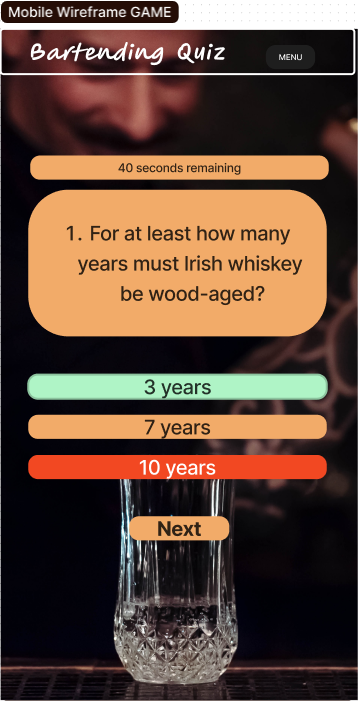 Mobile Wireframe GAME
Bartending Quiz
MENU
40 seconds remaining
1. For at least how many
years must Irish whiskey
be wood-aged?
3 years
7 years
10 years
Next